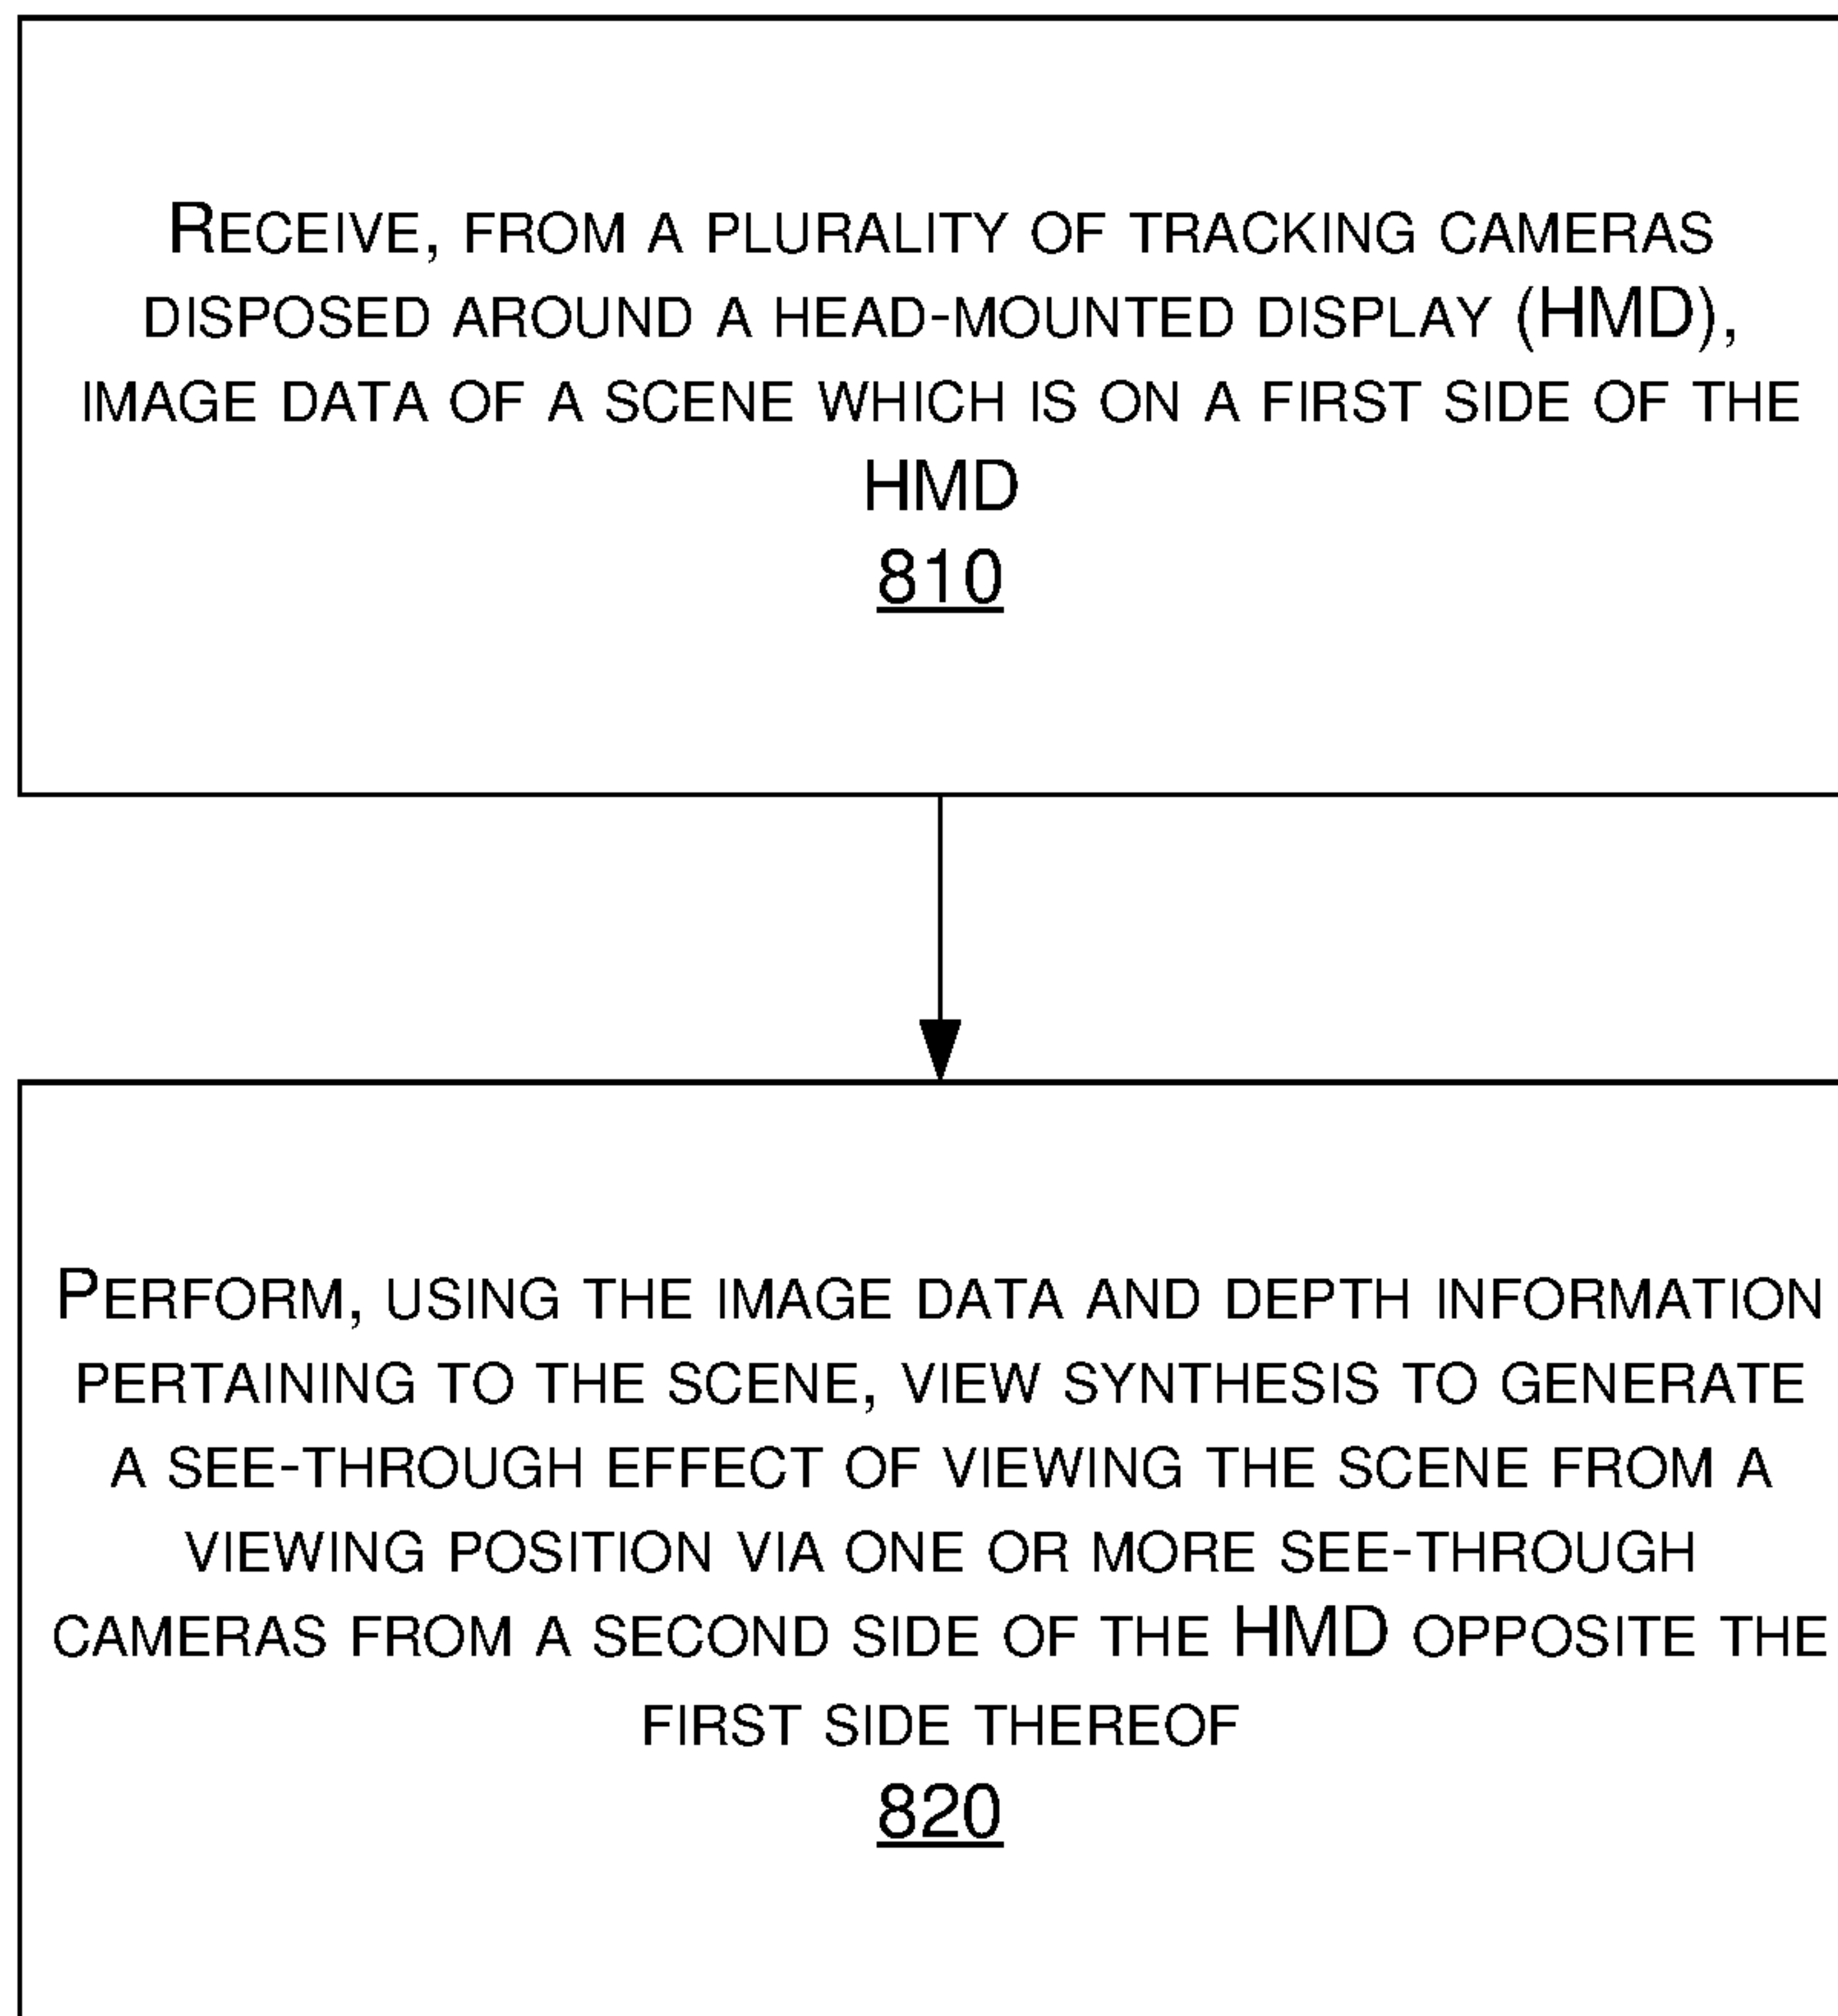 RECEIVE, FROM A PLURALITY OF TRACKING CAMERAS
DISPOSED AROUND A HEAD-MOUNTED DISPLAY (HMD),
IMAGE DATA OF A SCENE WHICH IS ON A FIRST SIDE OF THE
HMD
810
PERFORM, USING THE IMAGE DATA AND DEPTH INFORMATION
PERTAINING TO THE SCENE, VIEW SYNTHESIS TO GENERATE
A SEE-THROUGH EFFECT OF VIEWING THE SCENE FROM A
VIEWING POSITION VIA ONE OR MORE SEE-THROUGH
CAMERAS FROM A SECOND SIDE OF THE HMD OPPOSITE THE
FIRST SIDE THEREOF
820